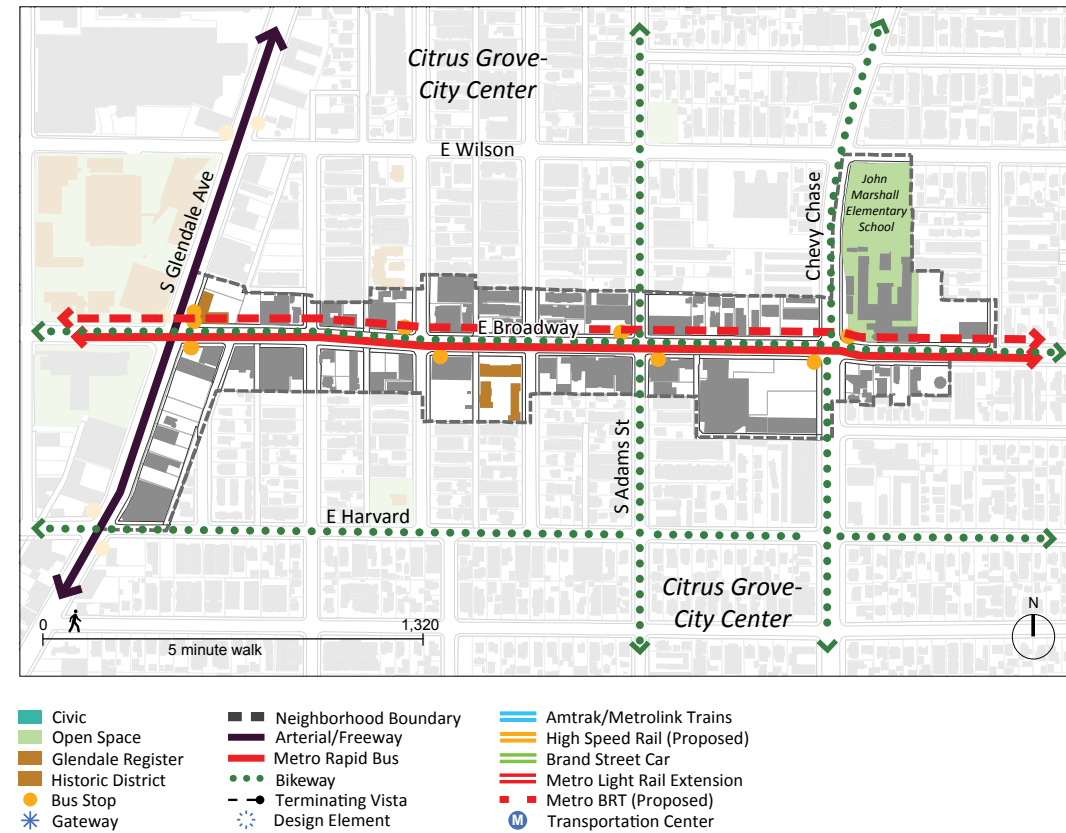 Citrus Grove-
City Center
E Wilson
S Glendale Ave
John
Marshall
Elementary
School
Chevy Chase
E Broadway
S Adams St
E Harvard
Citrus Grove-
City Center
N
0
1,320
5 minute walk
Civic
Open Space
Glendale Register
Historic District
Bus Stop
Gateway
Neighborhood Boundary
Arterial/Freeway
Metro Rapid Bus
Bikeway
Terminating Vista
Design Element
Amtrak/Metrolink Trains
High Speed Rail (Proposed)
Brand Street Car
Metro Light Rail Extension
Metro BRT (Proposed)
M Transportation Center